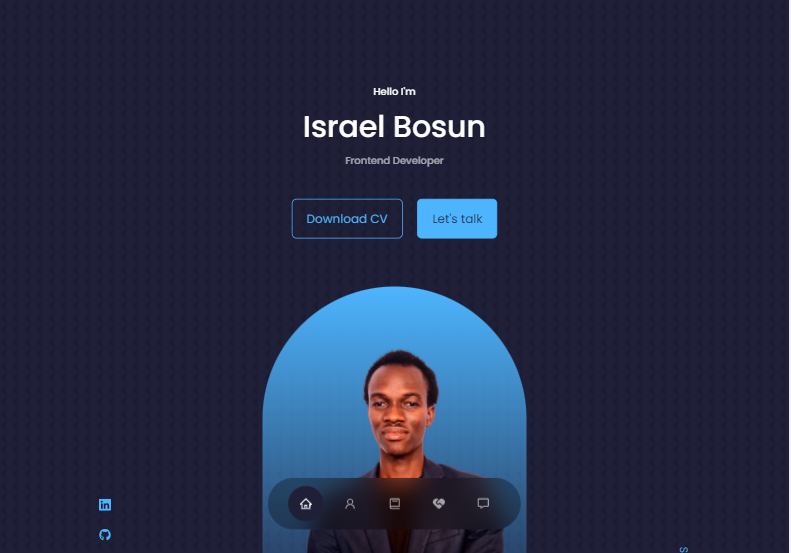 Hello I'm
Israel Bosun
Frontend Developer
Download CV
Let's talk